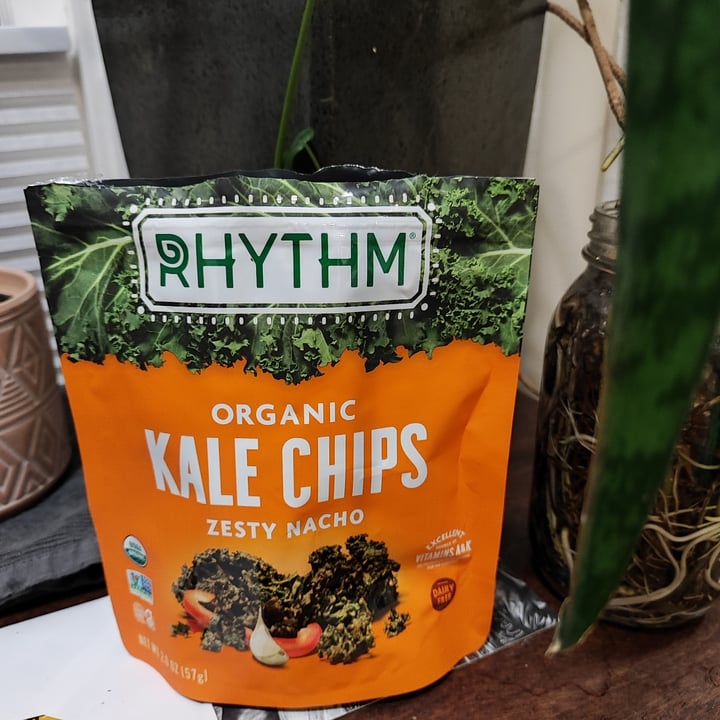 RHYTHM®
ORGANIC
KALE CHIPS
ZESTY NACHO
EXCELLENT
VITAMINS A&K
DAIRY
FREE
NET WT 2.0 OZ (57g)